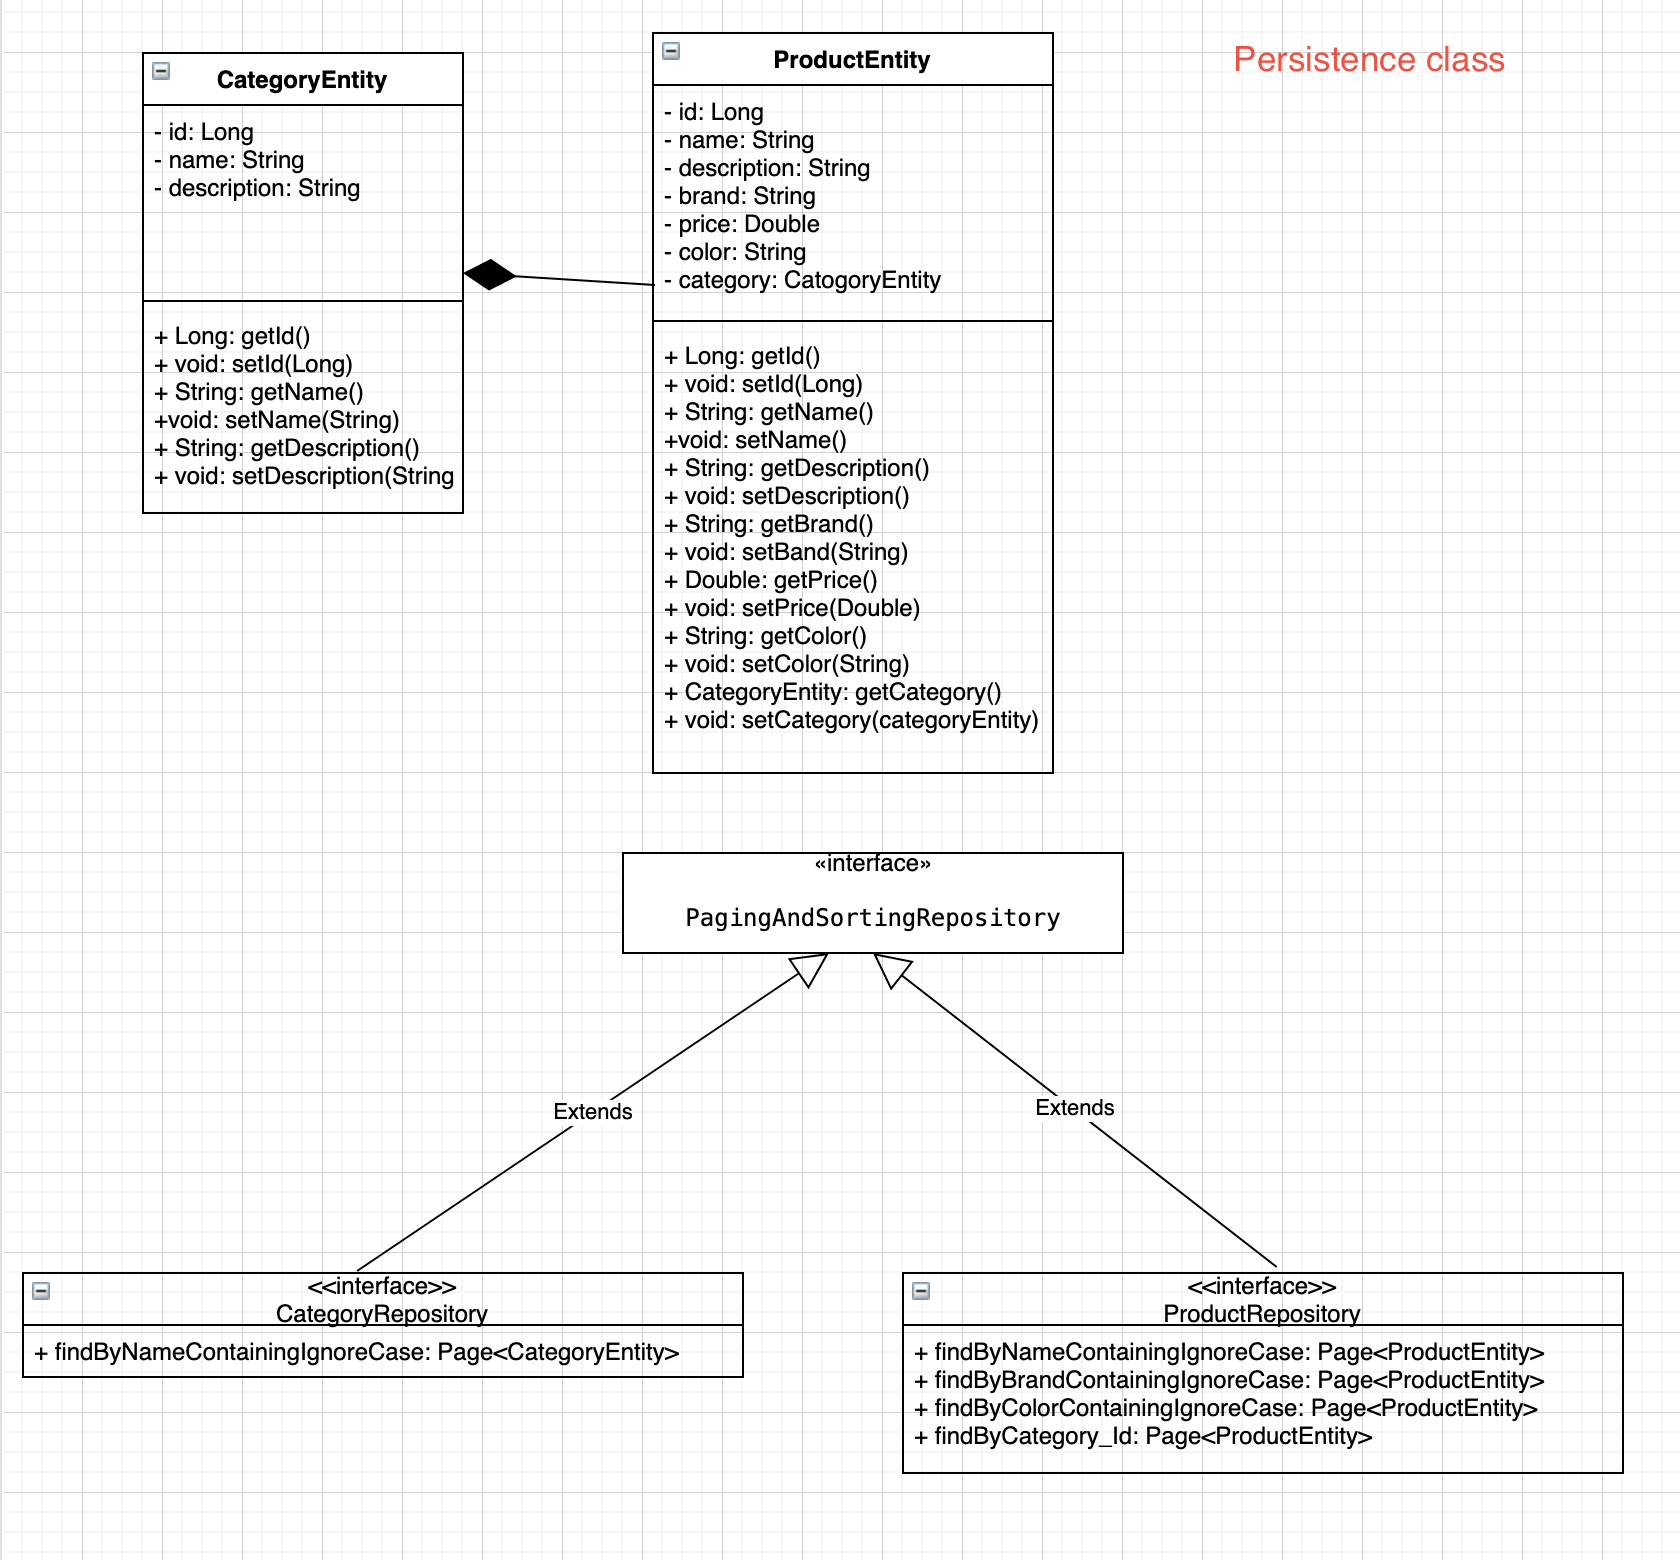 Persistence class
CategoryEntity
- id: Long
- name: String
- description: String
+ Long: getId()
+ void: setId(Long)
+ String: getName()
+void: setName(String)
+ String: getDescription()
+ void: setDescription(String
ProductEntity
- id: Long
- name: String
- description: String
- brand: String
- price: Double
- color: String
- category: CatogoryEntity
+ Long: getId()
+ void: setId(Long)
+ String: getName()
+void: setName()
+ String: getDescription()
+ void: setDescription()
+ String: getBrand()
+ void: setBand(String)
+ Double: getPrice()
+ void: setPrice(Double)
+ String: getColor()
+ void: setColor(String)
+ CategoryEntity: getCategory()
+ void: setCategory(categoryEntity)
«interface»
PagingAndSortingRepository
Extends
Extends
<<interface>>
CategoryRepository
+ findByNameContainingIgnoreCase: Page<CategoryEntity>
<<interface>>
ProductRepository
+ findByNameContainingIgnoreCase: Page<ProductEntity>
+ findByBrandContainingIgnoreCase: Page<ProductEntity>
+ findByColorContainingIgnoreCase: Page<ProductEntity>
+ findByCategory_Id: Page<ProductEntity>